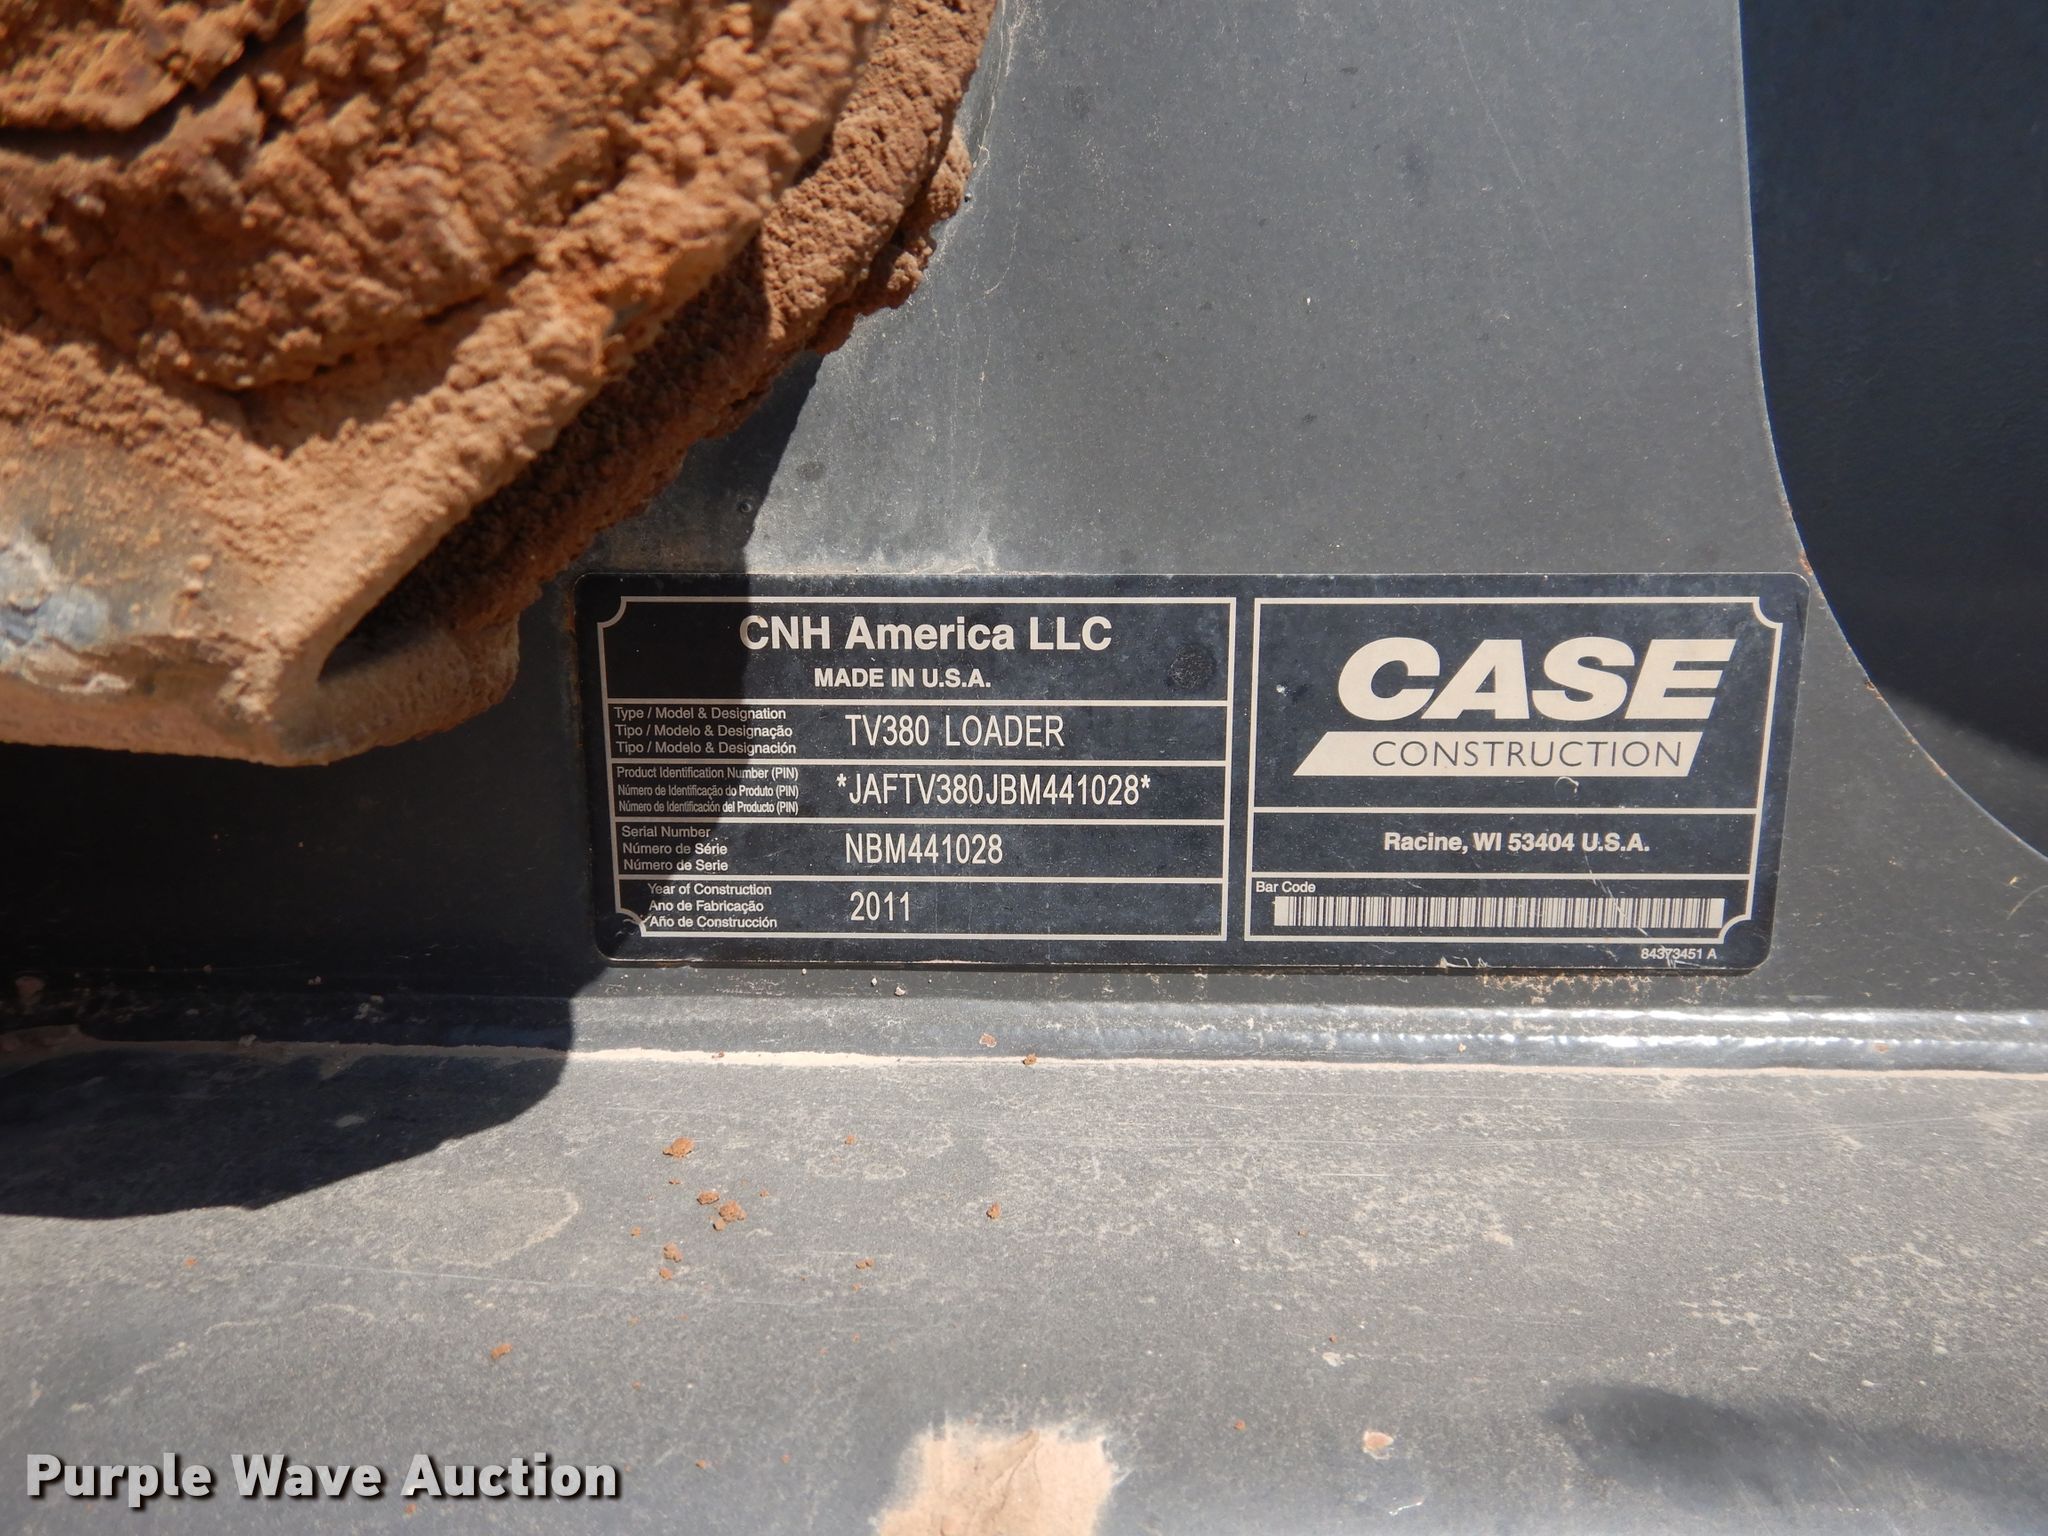 CNH America LLC
MADE IN U.S.A.
Type / Model & Designation
Tipo / Modelo & Designação
Tipo / Modelo & Designación
TV380 LOADER
Product Identification Number (PIN)
Número de Identificação do Produto (PIN)
Número de Identificación del Producto (PIN)
*JAFTV380JBM441028*
Serial Number
Número de Série
Número de Serie
NBM441028
Year of Construction
Ano de Fabricação
Año de Construcción
2011
CASE
CONSTRUCTION
Racine, WI 53404 U.S.A.
Bar Code
84373451 A
Purple Wave Auction